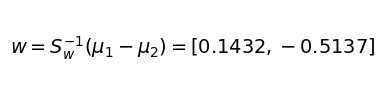 w = S_w^{-1}(μ_1 − μ_2) = [0.1432, −0.5137]